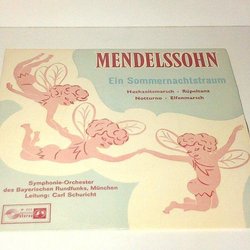 MENDELSSOHN
Ein Sommernachtstraum
Hochzeitsmarsch - Rüpeltanz
Notturno - Elfenmarsch
Symphonie-Orchester
des Bayerischen Rundfunks, München
Leitung: Carl Schuricht